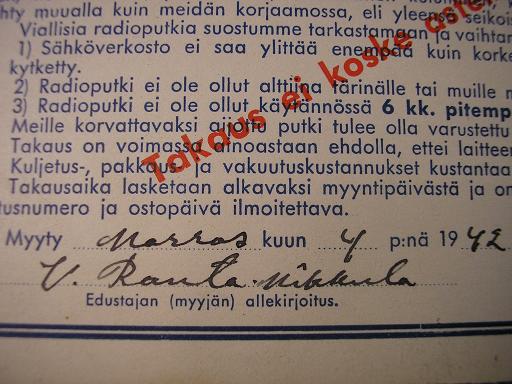 hty muualla kuin meidän korjaamossa, eli yleensä
Viallisia radioputkia suostumme tarkastamaan ja vaihtam
1) Sähköverkosto ei saa ylittää enempää kuin kork
kytketty.
2) Radioputki ei ole ollut alttiina tärinälle tai muille
3) Radioputki ei ole ollut käytännössä 6 kk. pitemp
Meille korvattavaksi aiottu putki tulee olla varustettu
Takaus on voimassa ainoastaan ehdolla, ettei laitteen
Kuljetus-, pakkaus- ja vakuutuskustannukset kustantaa
Takausaika lasketaan alkavaksi myyntipäivästä ja on
tusnumero ja ostopäivä ilmoitettava.
Takaus ei koske aste
Myyty Marras kuun 4 p:nä 1942
V. Ranta-Nikkula
Edustajan (myyjän) allekirjoitus.